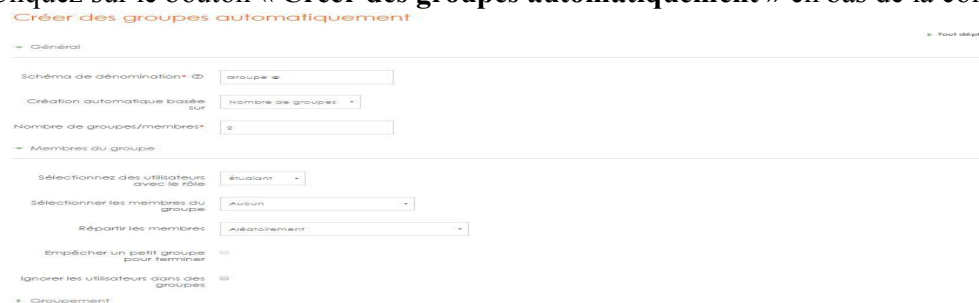 Cliquez sur le bouton « Créer des groupes automatiquement » en bas de la
Créer des groupes automatiquement
Tout
Général
Schéma de dénomination*
Groupe @
Création automatique basée
sur
Nombre de groupes
Nombre de groupes/membres*
Membres du groupe
Sélectionnez des utilisateurs
avec le rôle
Étudiant
Sélectionner les membres du
groupe
Aucun
Répartir les membres
Aléatoirement
Empêcher un petit groupe
pour terminer
Ignorer les utilisateurs dans des
groupes
Groupement